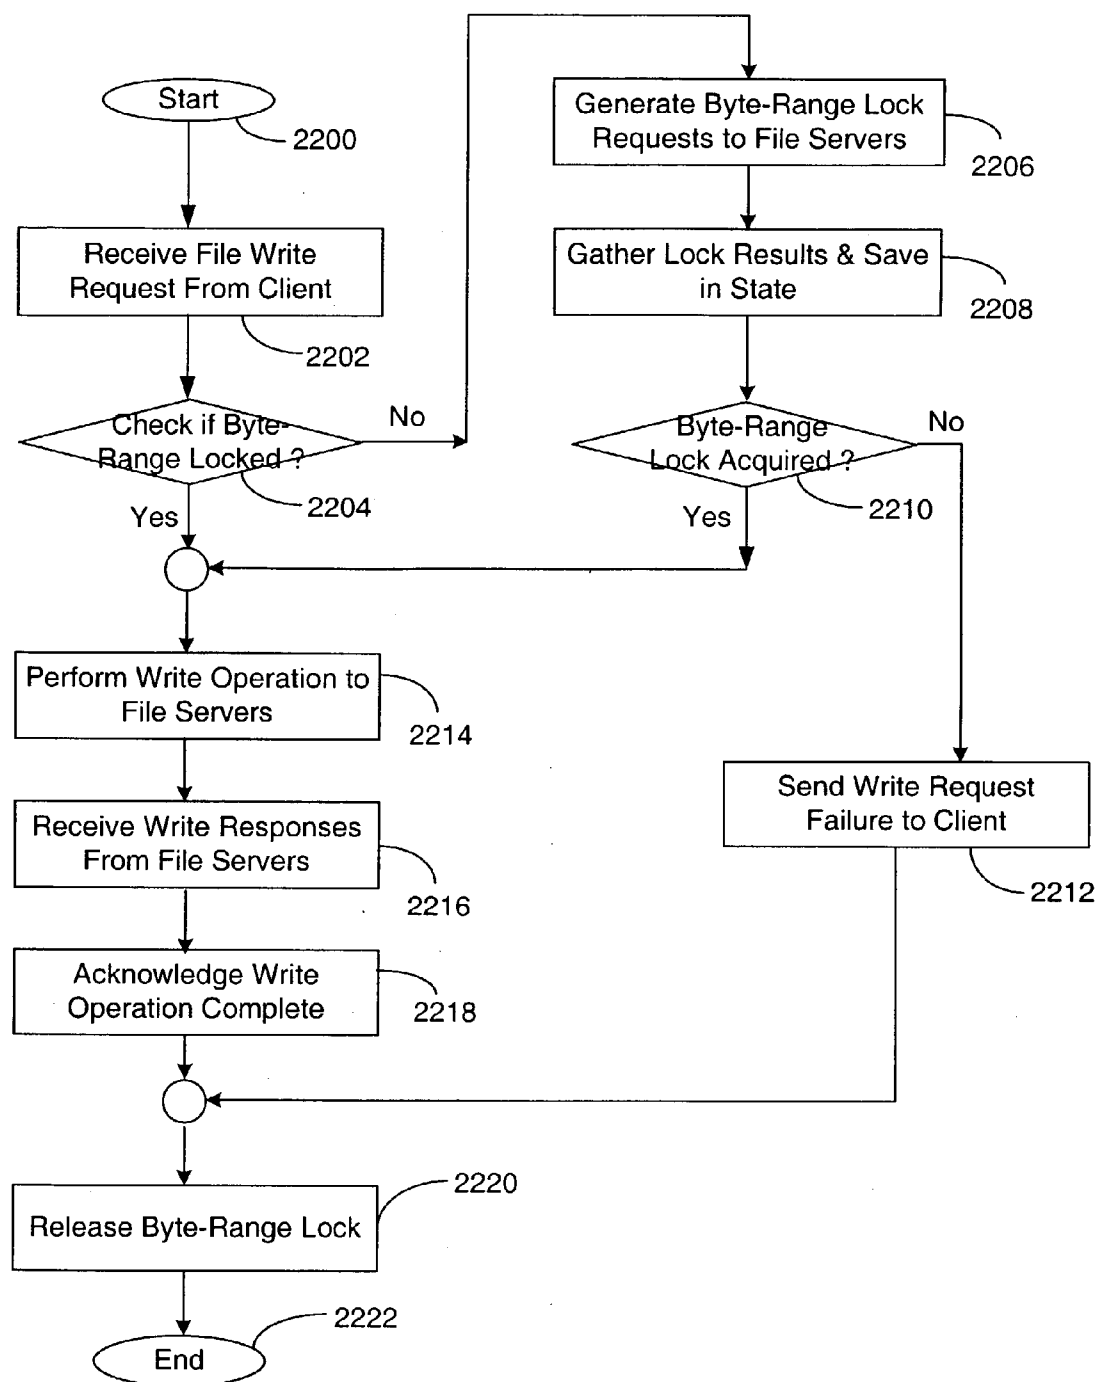 Start
2200
Receive File Write
Request From Client
2202
Check if Byte-
Range Locked ?
No
2204
Yes
Generate Byte-Range Lock
Requests to File Servers
2206
Gather Lock Results & Save
in State
2208
Byte-Range
Lock Acquired ?
No
2210
Yes
Perform Write Operation to
File Servers
2214
Send Write Request
Failure to Client
2212
Receive Write Responses
From File Servers
2216
Acknowledge Write
Operation Complete
2218
Release Byte-Range Lock
2220
End
2222